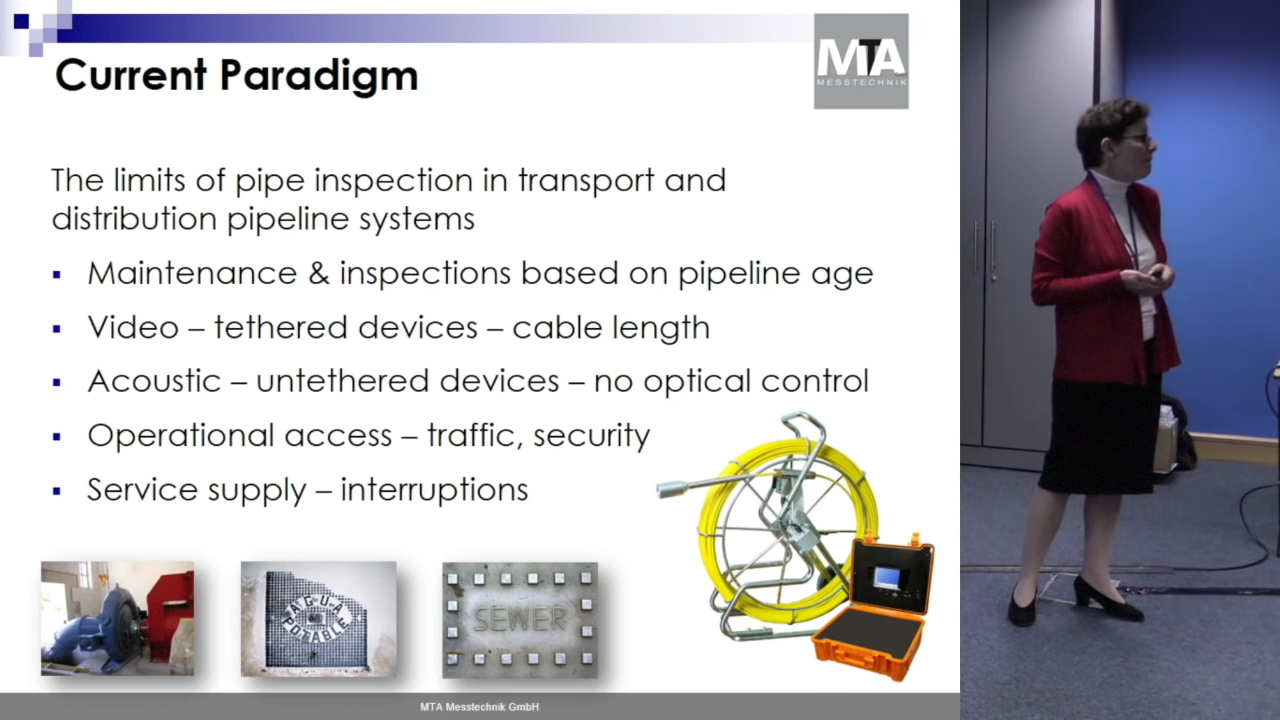 MTA
MESSTECHNIK
Current Paradigm
The limits of pipe inspection in transport and
distribution pipeline systems
▪ Maintenance & inspections based on pipeline age
▪ Video – tethered devices – cable length
▪ Acoustic – untethered devices – no optical control
▪ Operational access – traffic, security
▪ Service supply – interruptions
AGUA
POTABLE
SEWER
MTA Messtechnik GmbH